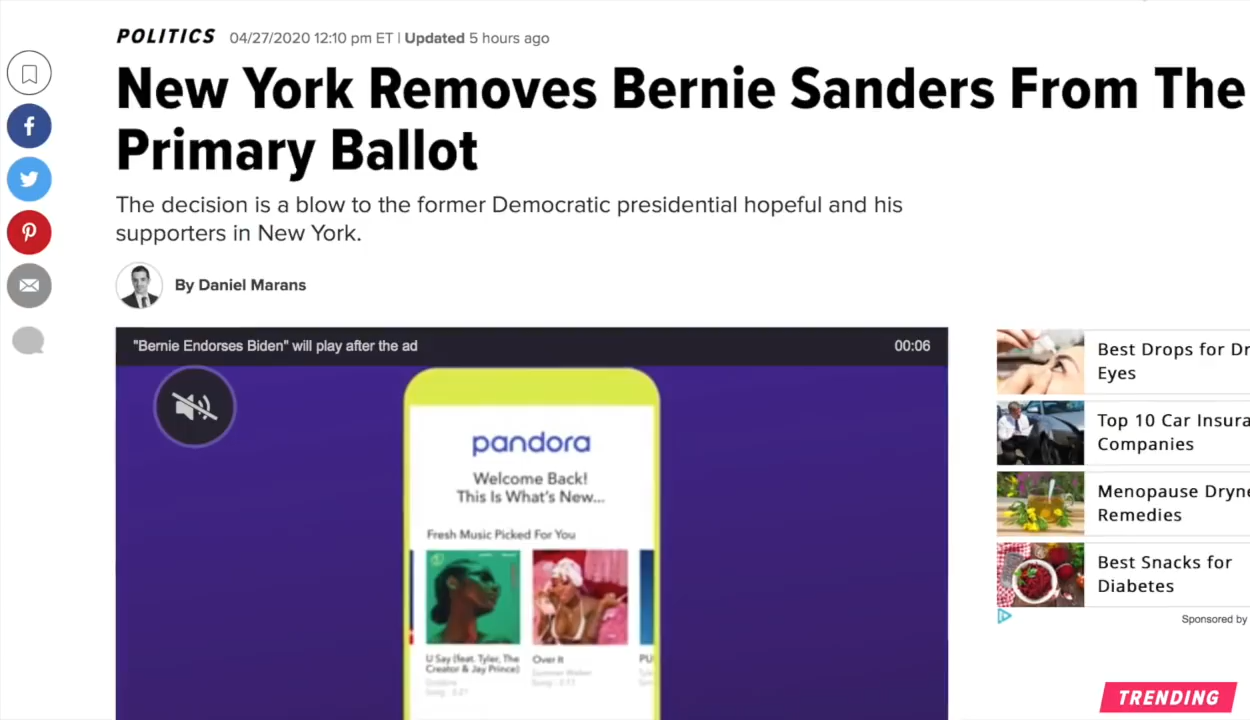 POLITICS 04/27/2020 12:10 pm ET | Updated 5 hours ago
New York Removes Bernie Sanders From The
Primary Ballot
The decision is a blow to the former Democratic presidential hopeful and his
supporters in New York.
By Daniel Marans
"Bernie Endorses Biden" will play after the ad
00:06
pandora
Welcome Back!
This Is What's New...
Fresh Music Picked For You
U Say (feat. Tyler, The
Creator & Jay Prince)
Over It
Summer Walker
PU
Best Drops for Dr
Eyes
Top 10 Car Insura
Companies
Menopause Dryne
Remedies
Best Snacks for
Diabetes
Sponsored by
TRENDING